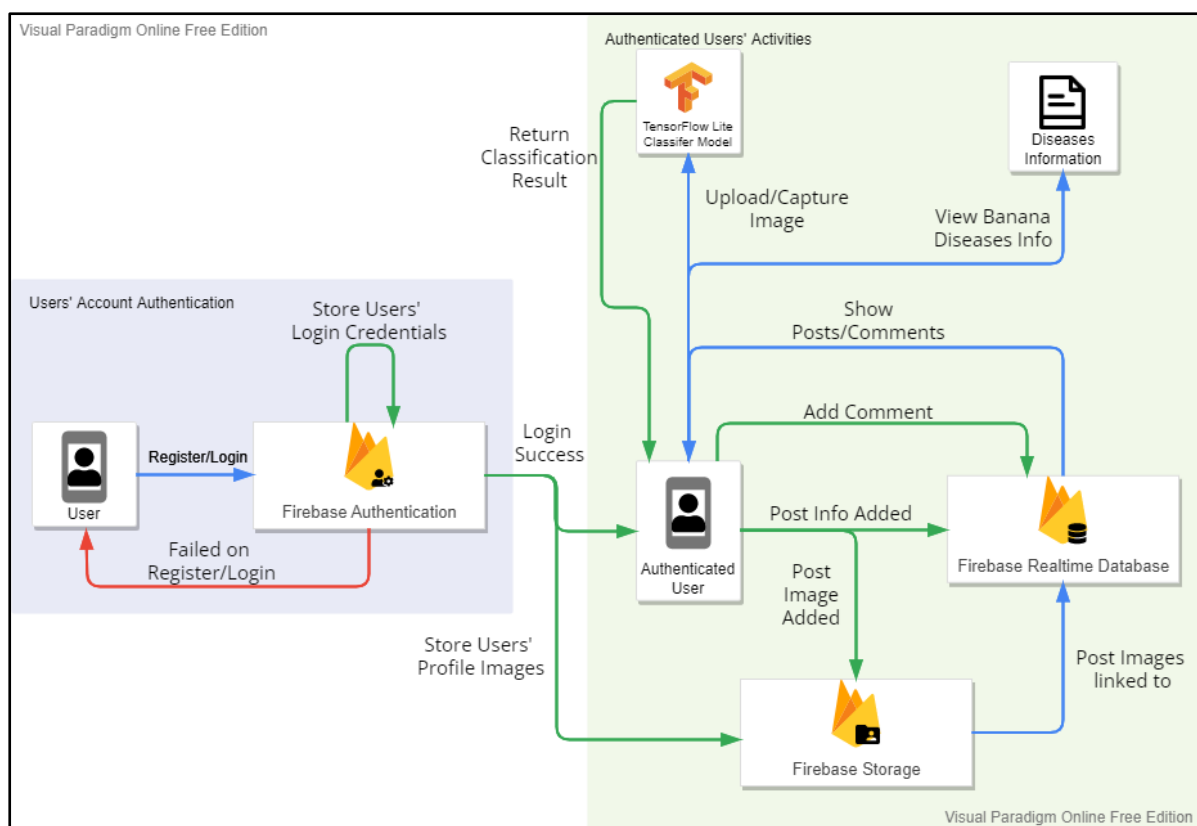 Visual Paradigm Online Free Edition
Authenticated Users' Activities
TensorFlow Lite
Classifer Model
Diseases
Information
Return
Classification
Result
Upload/Capture
Image
View Banana
Diseases Info
Users' Account Authentication
Store Users'
Login Credentials
Show
Posts/Comments
Add Comment
Login
Success
Register/Login
User
Firebase Authentication
Post Info Added
Failed on
Register/Login
Authenticated
User
Firebase Realtime Database
Post
Image
Added
Store Users'
Profile Images
Post Images
linked to
Firebase Storage
Visual Paradigm Online Free Edition